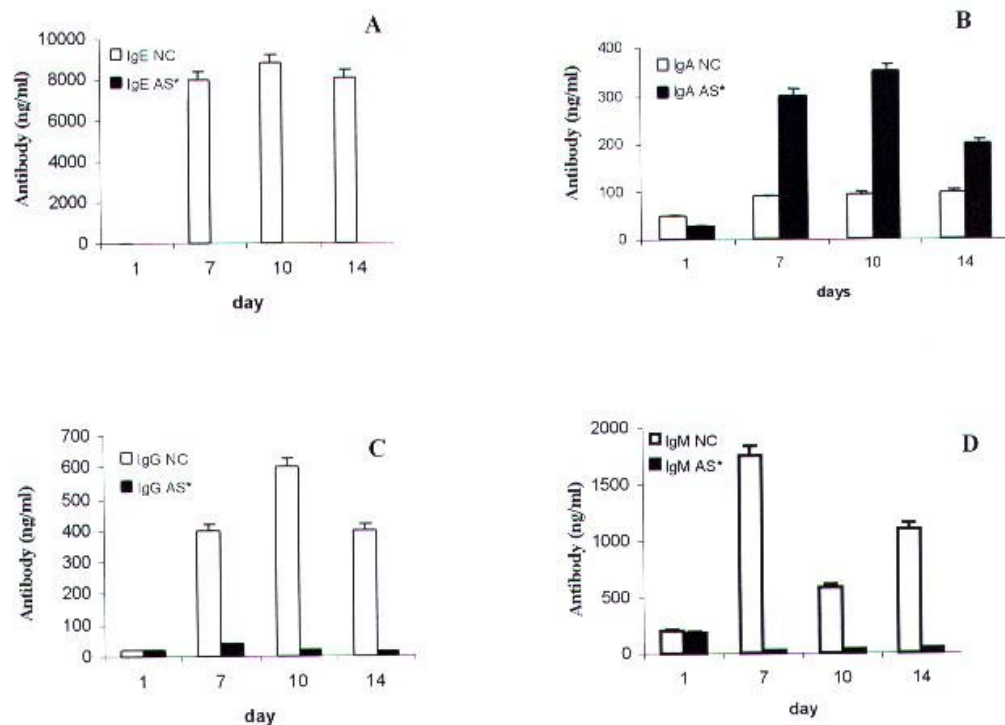 A
IgE NC
IgE AS*
Antibody (ng/ml)
10000
8000
6000
4000
2000
0
1 7 10 14
day
B
IgA NC
IgA AS*
Antibody (ng/ml)
400
300
200
100
0
1 7 10 14
days
C
IgG NC
IgG AS*
Antibody (ng/ml)
700
600
500
400
300
200
100
0
1 7 10 14
day
D
IgM NC
IgM AS*
Antibody (ng/ml)
2000
1500
1000
500
0
1 7 10 14
day